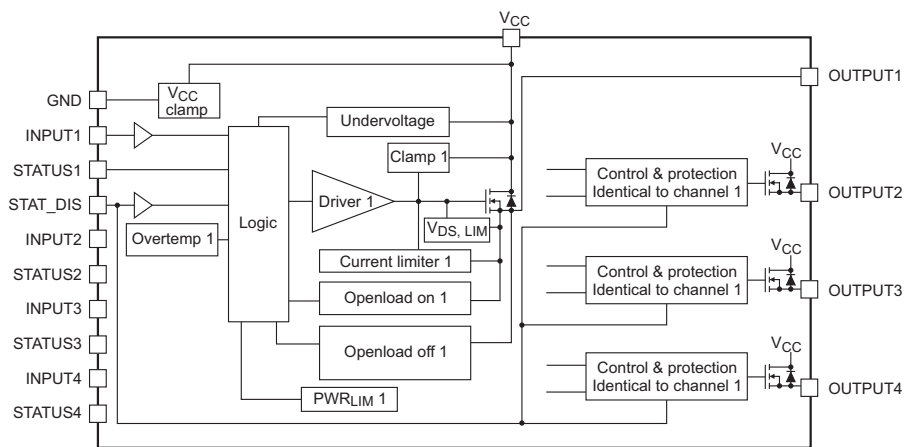 VCC
GND
INPUT1
STATUS1
STAT_DIS
INPUT2
STATUS2
INPUT3
STATUS3
INPUT4
STATUS4
VCC
clamp
Undervoltage
Clamp 1
Logic
Driver 1
VDS, LIM
Overtemp 1
Current limiter 1
Openload on 1
Openload off 1
PWRLIM 1
OUTPUT1
VCC
Control & protection
Identical to channel 1
OUTPUT2
VCC
Control & protection
Identical to channel 1
OUTPUT3
VCC
Control & protection
Identical to channel 1
OUTPUT4